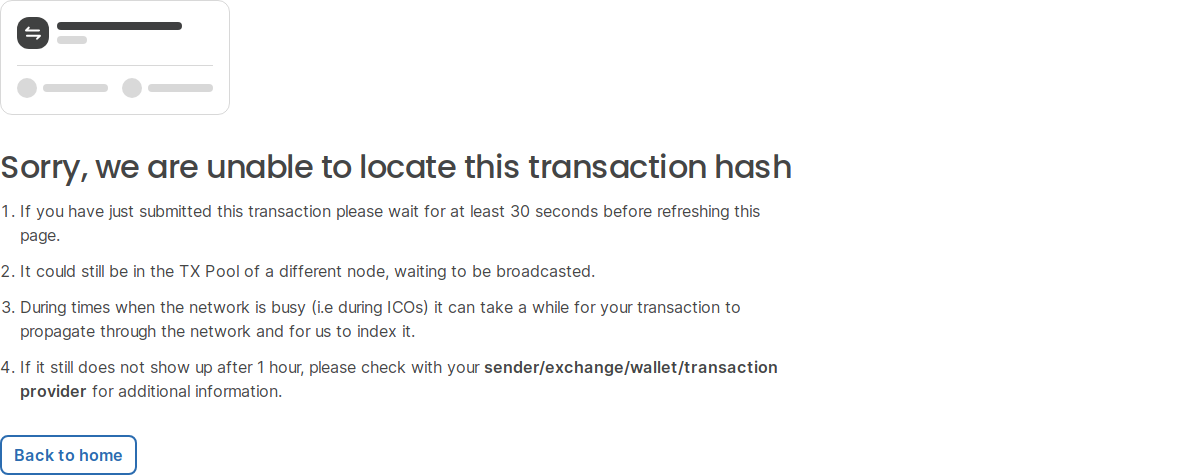 Sorry, we are unable to locate this transaction hash
1. If you have just submitted this transaction please wait for at least 30 seconds before refreshing this
page.
2. It could still be in the TX Pool of a different node, waiting to be broadcasted.
3. During times when the network is busy (i.e during ICOs) it can take a while for your transaction to
propagate through the network and for us to index it.
4. If it still does not show up after 1 hour, please check with your sender/exchange/wallet/transaction
provider for additional information.
Back to home